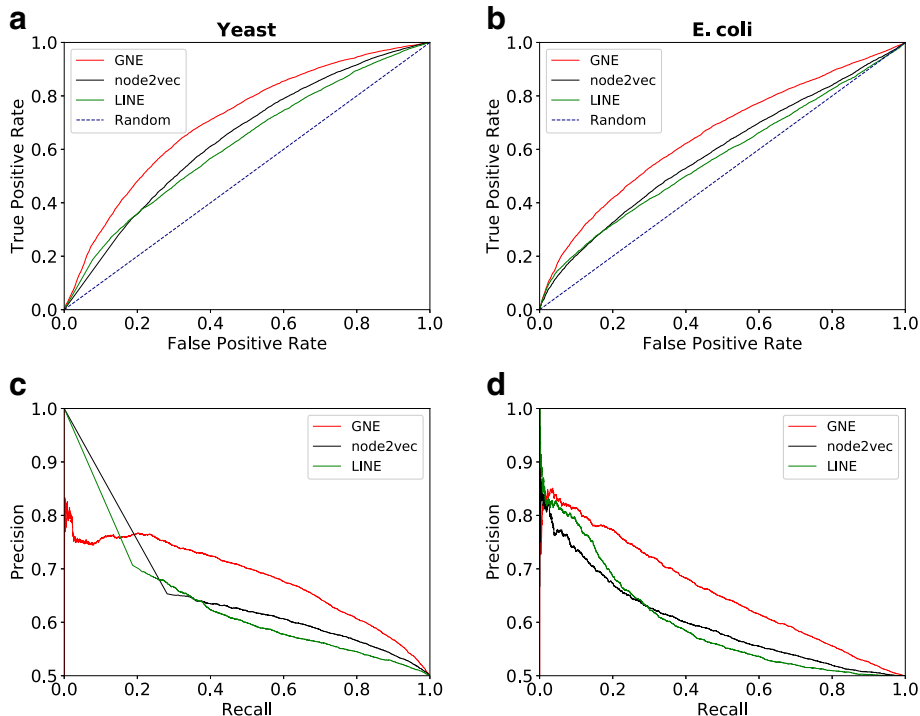 a
Yeast
1.0
0.8
0.6
0.4
0.2
0.0
True Positive Rate
GNE
node2vec
LINE
Random
0.0 0.2 0.4 0.6 0.8 1.0
False Positive Rate
b
E. coli
1.0
0.8
0.6
0.4
0.2
0.0
True Positive Rate
GNE
node2vec
LINE
Random
0.0 0.2 0.4 0.6 0.8 1.0
False Positive Rate
c
1.0
0.9
0.8
0.7
0.6
0.5
Precision
GNE
node2vec
LINE
0.0 0.2 0.4 0.6 0.8 1.0
Recall
d
1.0
0.9
0.8
0.7
0.6
0.5
Precision
GNE
node2vec
LINE
0.0 0.2 0.4 0.6 0.8 1.0
Recall